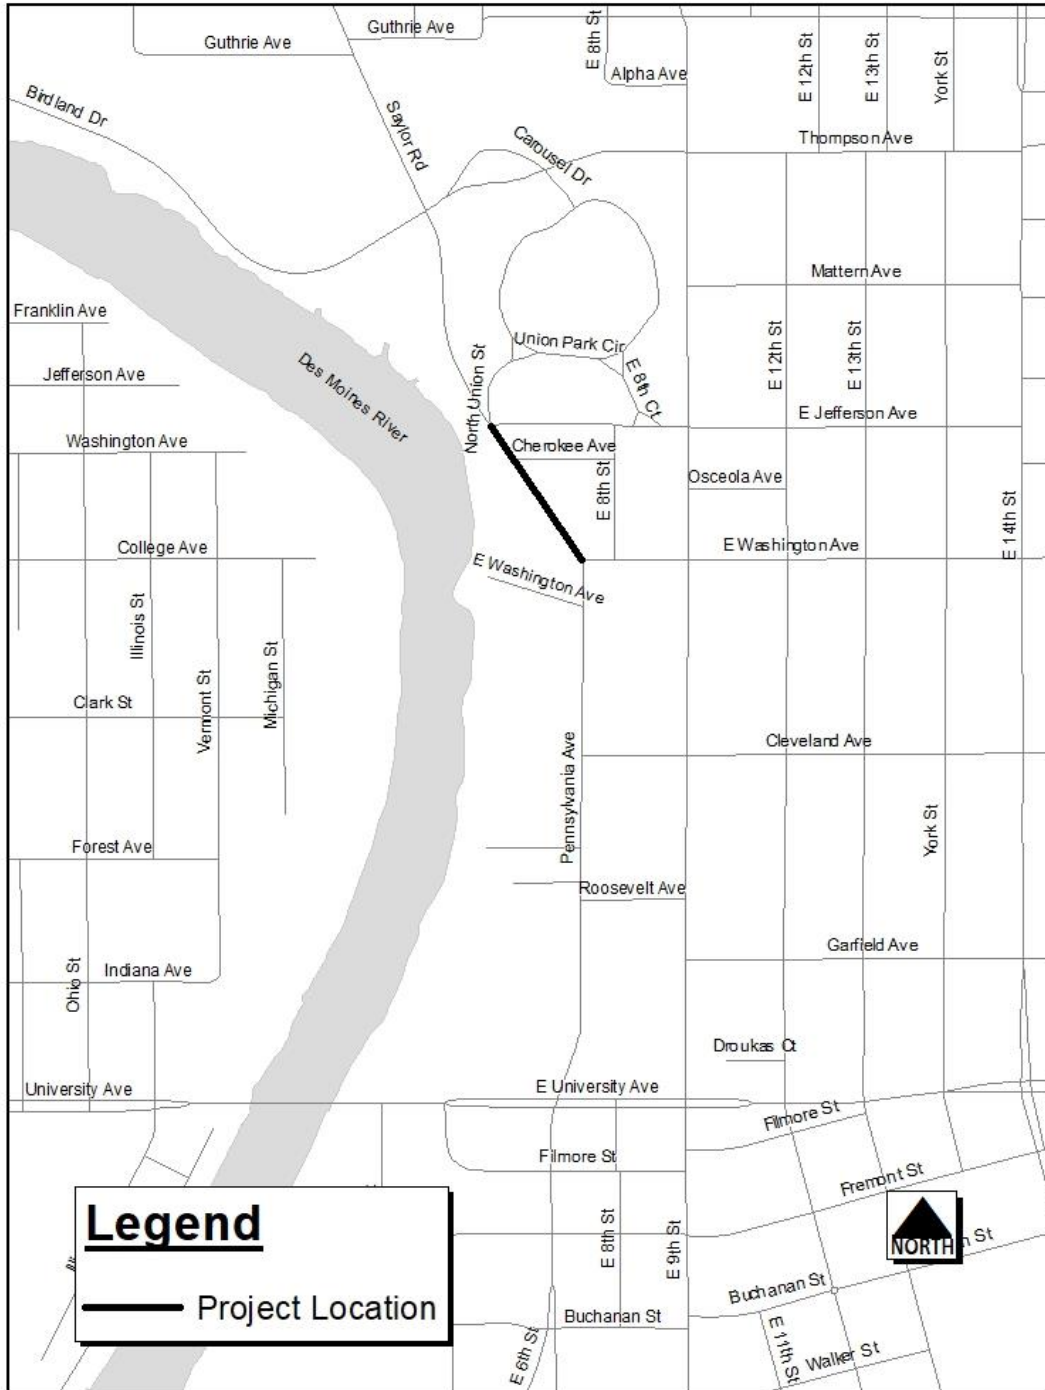 Guthrie Ave
Guthrie Ave
E 8th St
Alpha Ave
E 12th St
E 13th St
York St
Birdland Dr
Saylor Rd
Carousel Dr
Thompson Ave
Mattern Ave
Franklin Ave
Union Park Cir
E 12th St
E 13th St
Jefferson Ave
Des Moines River
North Union St
E 8th Ct
E Jefferson Ave
Washington Ave
Cherokee Ave
E 8th St
Osceola Ave
E 14th St
College Ave
E Washington Ave
E Washington Ave
Illinois St
Vermont St
Michigan St
Clark St
Cleveland Ave
Pennsylvania Ave
York St
Forest Ave
Roosevelt Ave
Garfield Ave
Ohio St
Indiana Ave
Droukas Ct
University Ave
E University Ave
Filmore St
Filmore St
Fremont St
E 8th St
E 9th St
NORTH
St
Buchanan St
Buchanan St
E 6th St
E 11th St
Walker St
Legend
Project Location